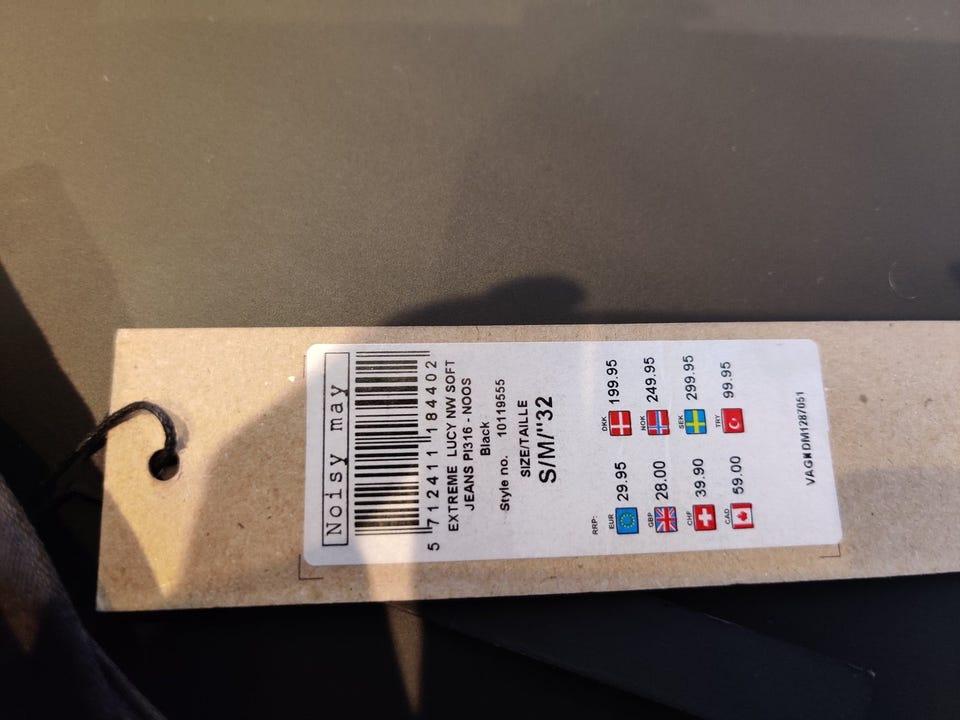 Noisy may
5 712411 184402
EXTREME LUCY NW SOFT
JEANS PI316 - NOOS
Black
Style no. 10119555
SIZE/TAILLE
S/M/"32
RRP:
EUR 29.95 DKK 199.95
GBP 28.00 NOK 249.95
CHF 39.90 SEK 299.95
CAD 59.00 TRY 99.95
VAGWDM1287051